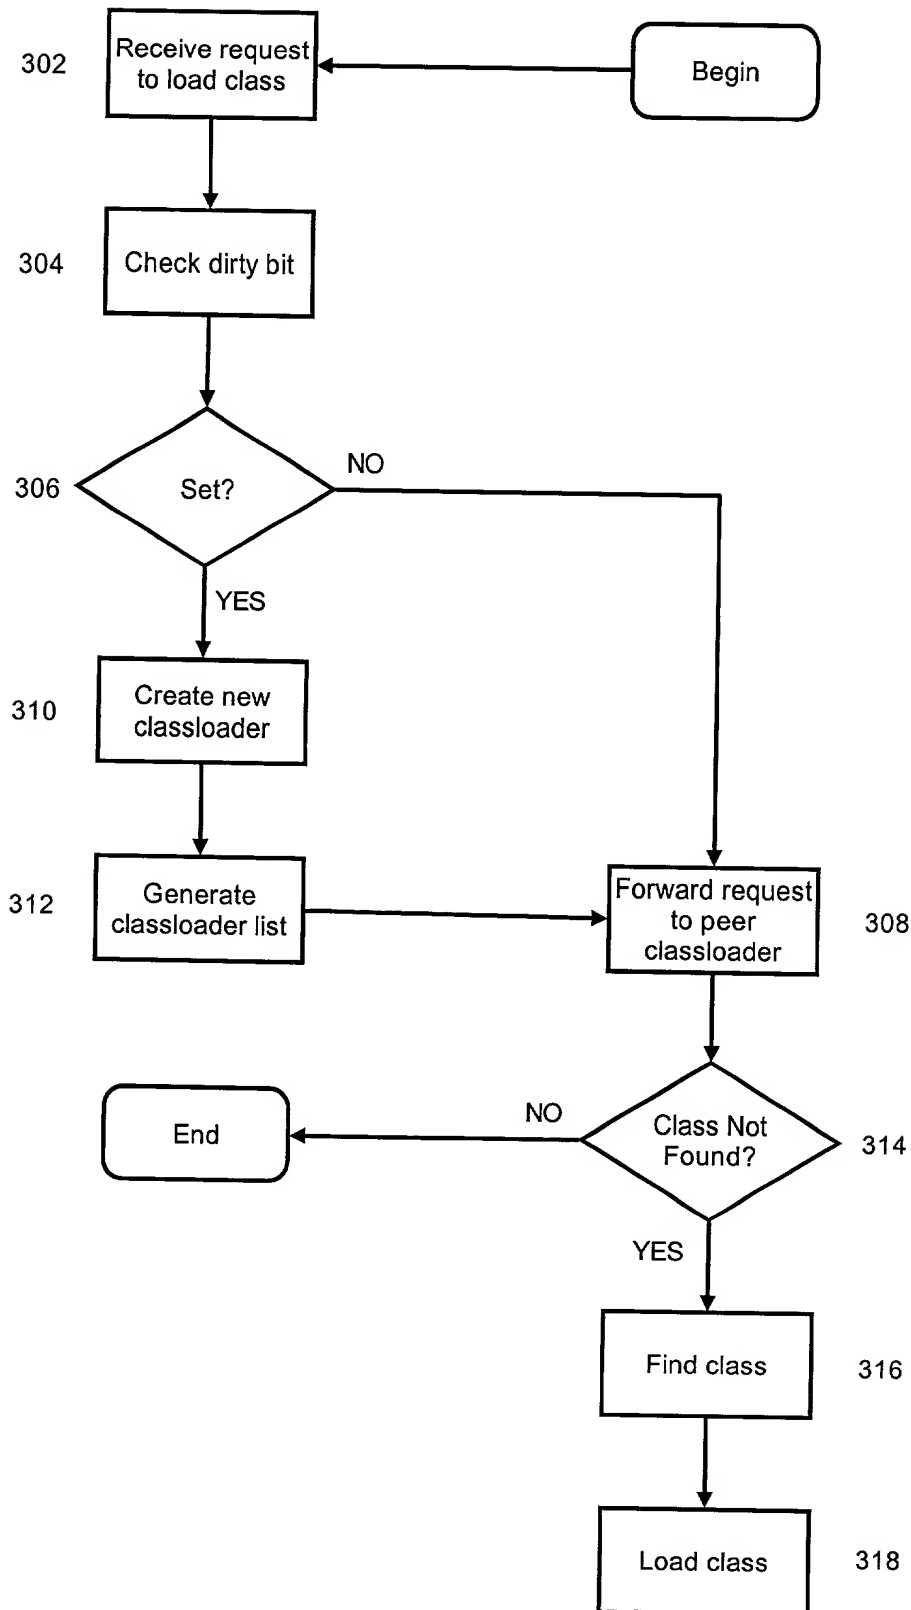 302
Receive request
to load class
Begin
304
Check dirty bit
306
Set?
NO
YES
310
Create new
classloader
312
Generate
classloader list
Forward request
to peer
classloader
308
End
NO
Class Not
Found?
314
YES
Find class
316
Load class
318